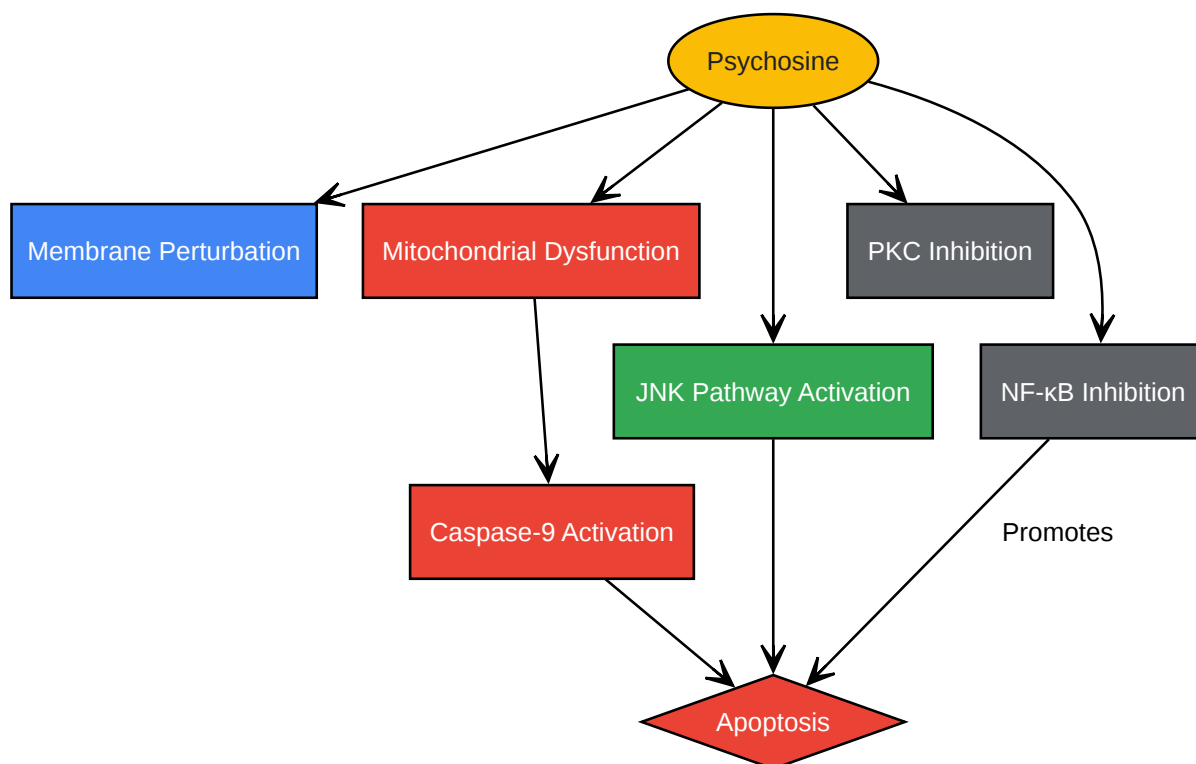 Psychosine
Membrane Perturbation
Mitochondrial Dysfunction
PKC Inhibition
JNK Pathway Activation
NF-κB Inhibition
Caspase-9 Activation
Promotes
Apoptosis